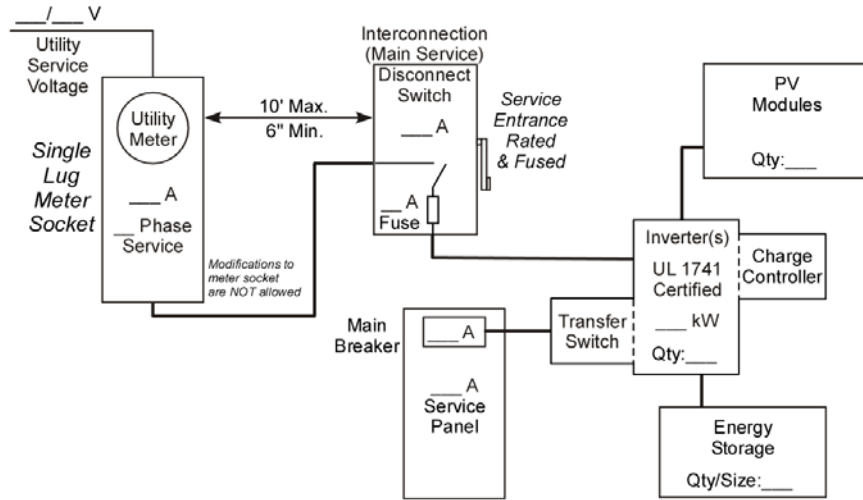 ___/___ V
Utility
Service
Voltage
Utility
Meter
Single
Lug
Meter
Socket
___ A
__ Phase
Service
10' Max.
6" Min.
Modifications to
meter socket
are NOT allowed
Interconnection
(Main Service)
Disconnect
Switch
___ A
__ A
Fuse
Service
Entrance
Rated
& Fused
PV
Modules
Qty:___
Inverter(s)
UL 1741
Certified
___ kW
Qty:___
Charge
Controller
Transfer
Switch
Main
Breaker
___ A
___ A
Service
Panel
Energy
Storage
Qty/Size:___